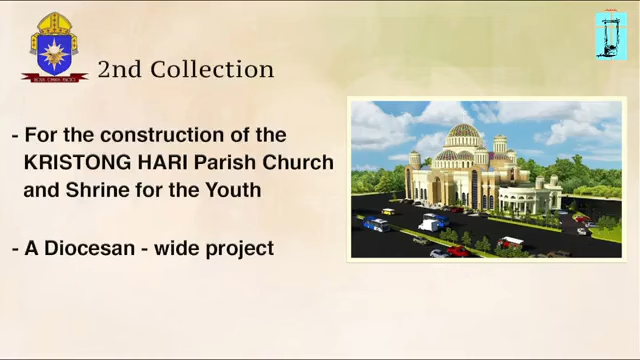 2nd Collection
- For the construction of the
KRISTONG HARI Parish Church
and Shrine for the Youth
- A Diocesan - wide project